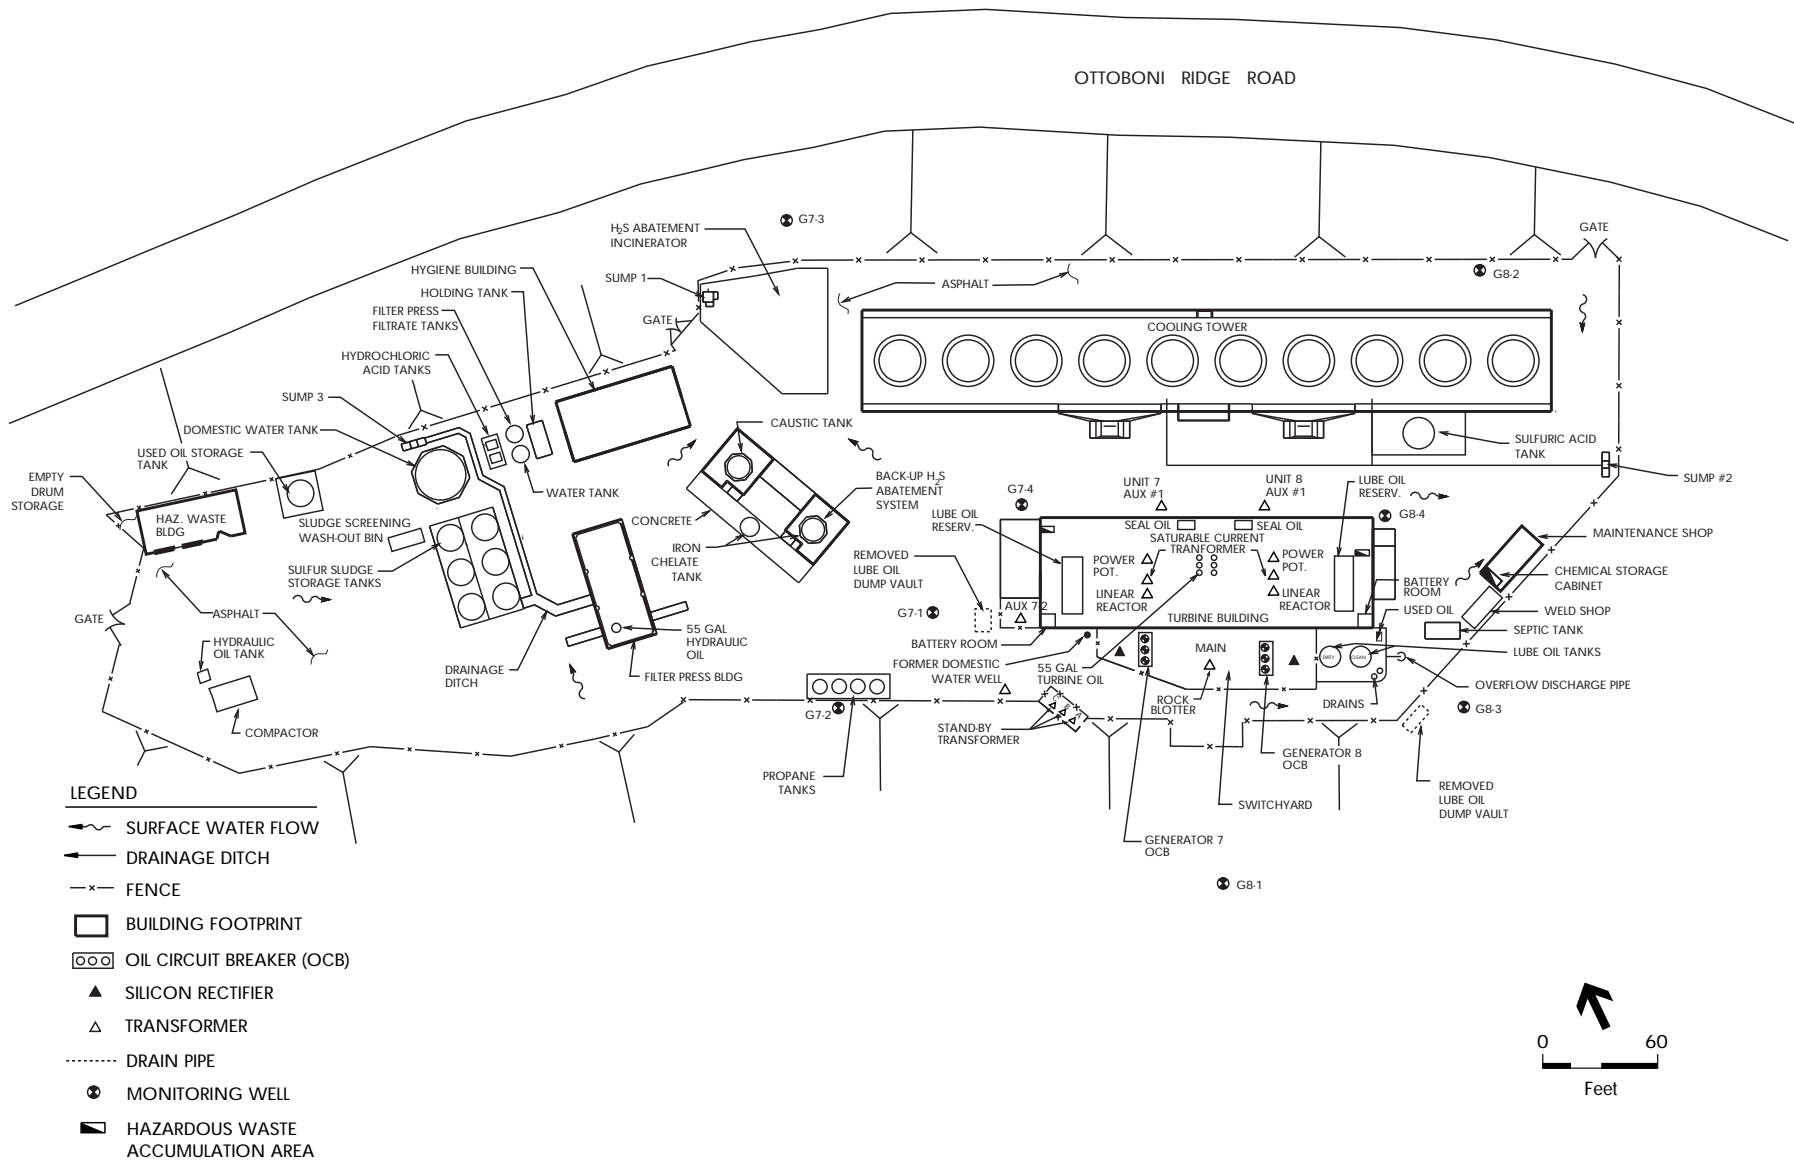 OTTOBONI RIDGE ROAD
G7-3
H2S ABATEMENT
INCINERATOR
GATE
HYGIENE BUILDING
SUMP 1
G8-2
HOLDING TANK
ASPHALT
FILTER PRESS
FILTRATE TANKS
GATE
COOLING TOWER
HYDROCHLORIC
ACID TANKS
SUMP 3
DOMESTIC WATER TANK
CAUSTIC TANK
USED OIL STORAGE
TANK
SULFURIC ACID
TANK
EMPTY
DRUM
STORAGE
BACK-UP H2S
ABATEMENT
SYSTEM
UNIT 7
AUX #1
UNIT 8
AUX #1
LUBE OIL
RESERV.
SUMP #2
WATER TANK
G7-4
HAZ. WASTE
BLDG
SLUDGE SCREENING
WASH-OUT BIN
CONCRETE
LUBE OIL
RESERV.
SEAL OIL
SEAL OIL
G8-4
MAINTENANCE SHOP
SATURABLE CURRENT
TRANSFORMER
IRON
CHELATE
TANK
REMOVED
LUBE OIL
DUMP VAULT
POWER
POT.
POWER
POT.
SULFUR SLUDGE
STORAGE TANKS
CHEMICAL STORAGE
CABINET
BATTERY
ROOM
LINEAR
REACTOR
LINEAR
REACTOR
ASPHALT
GATE
G7-1
AUX 7/2
TURBINE BUILDING
USED OIL
WELD SHOP
HYDRAULIC
OIL TANK
55 GAL
HYDRAULIC
OIL
BATTERY ROOM
SEPTIC TANK
MAIN
DIRTY
CLEAN
LUBE OIL TANKS
DRAINAGE
DITCH
FILTER PRESS BLDG
FORMER DOMESTIC
WATER WELL
55 GAL
TURBINE OIL
OVERFLOW DISCHARGE PIPE
ROCK
BLOTTER
DRAINS
G8-3
G7-2
COMPACTOR
STAND-BY
TRANSFORMER
GENERATOR 8
OCB
PROPANE
TANKS
REMOVED
LUBE OIL
DUMP VAULT
SWITCHYARD
GENERATOR 7
OCB
G8-1
LEGEND
SURFACE WATER FLOW
DRAINAGE DITCH
FENCE
BUILDING FOOTPRINT
OIL CIRCUIT BREAKER (OCB)
SILICON RECTIFIER
TRANSFORMER
DRAIN PIPE
MONITORING WELL
HAZARDOUS WASTE
ACCUMULATION AREA
0 60
Feet